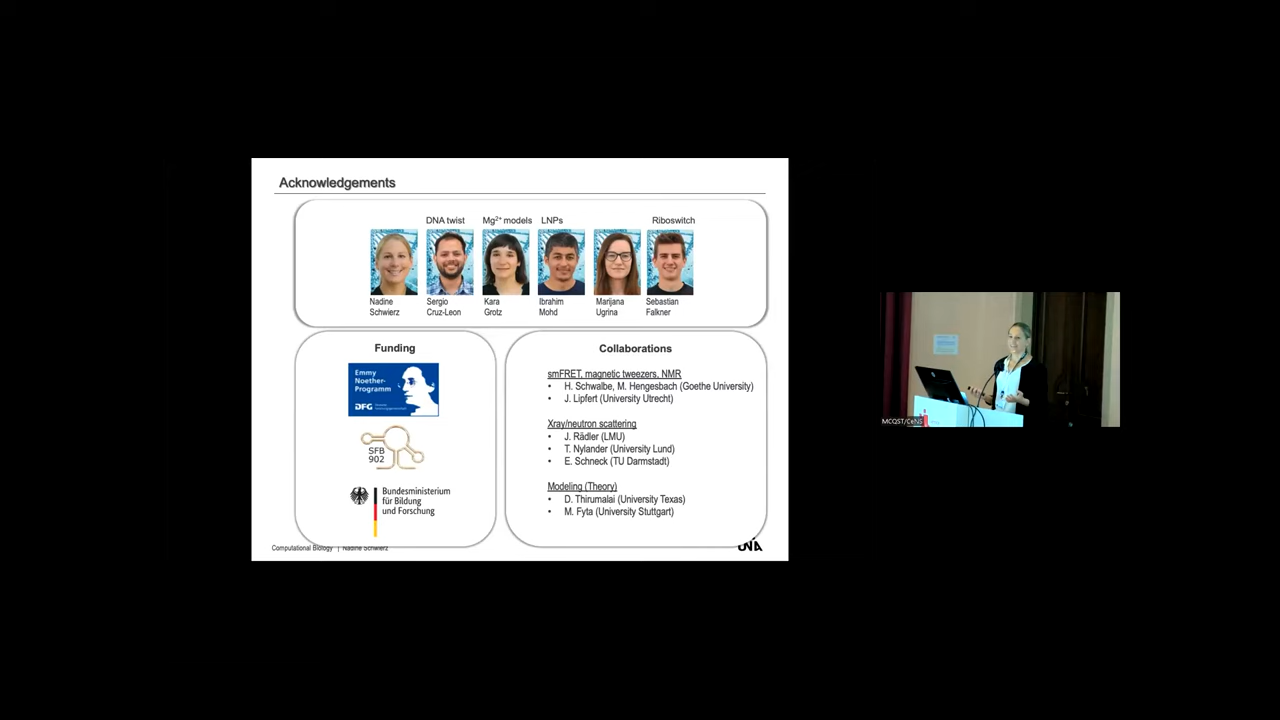 Acknowledgements
DNA twist
Mg²⁺ models
LNPs
Riboswitch
Nadine
Schwierz
Sergio
Cruz-Leon
Kara
Grotz
Ibrahim
Mohd
Marijana
Ugrina
Sebastian
Falkner
Funding
Emmy
Noether-
Programm
DFG
SFB
902
Bundesministerium
für Bildung
und Forschung
Collaborations
smFRET, magnetic tweezers, NMR
• H. Schwalbe, M. Hengesbach (Goethe University)
• J. Lipfert (University Utrecht)
Xray/neutron scattering
• J. Rädler (LMU)
• T. Nylander (University Lund)
• E. Schneck (TU Darmstadt)
Modeling (Theory)
• D. Thirumalai (University Texas)
• M. Fyta (University Stuttgart)
Computational Biology | Nadine Schwierz
UNA
MCQST/CeNS